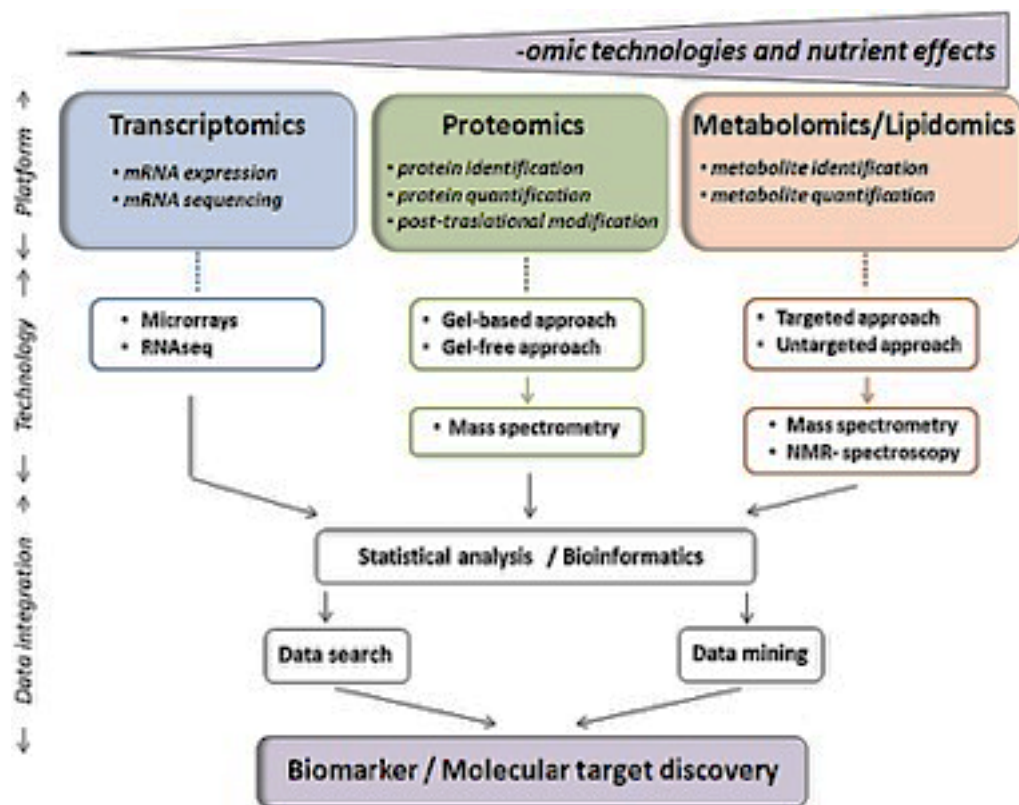 -omic technologies and nutrient effects
Platform
Transcriptomics
• mRNA expression
• mRNA sequencing
Proteomics
• protein identification
• protein quantification
• post-traslational modification
Metabolomics/Lipidomics
• metabolite identification
• metabolite quantification
Technology
• Microrrays
• RNAseq
• Gel-based approach
• Gel-free approach
• Mass spectrometry
• Targeted approach
• Untargeted approach
• Mass spectrometry
• NMR- spectroscopy
Data integration
Statistical analysis / Bioinformatics
Data search
Data mining
Biomarker / Molecular target discovery